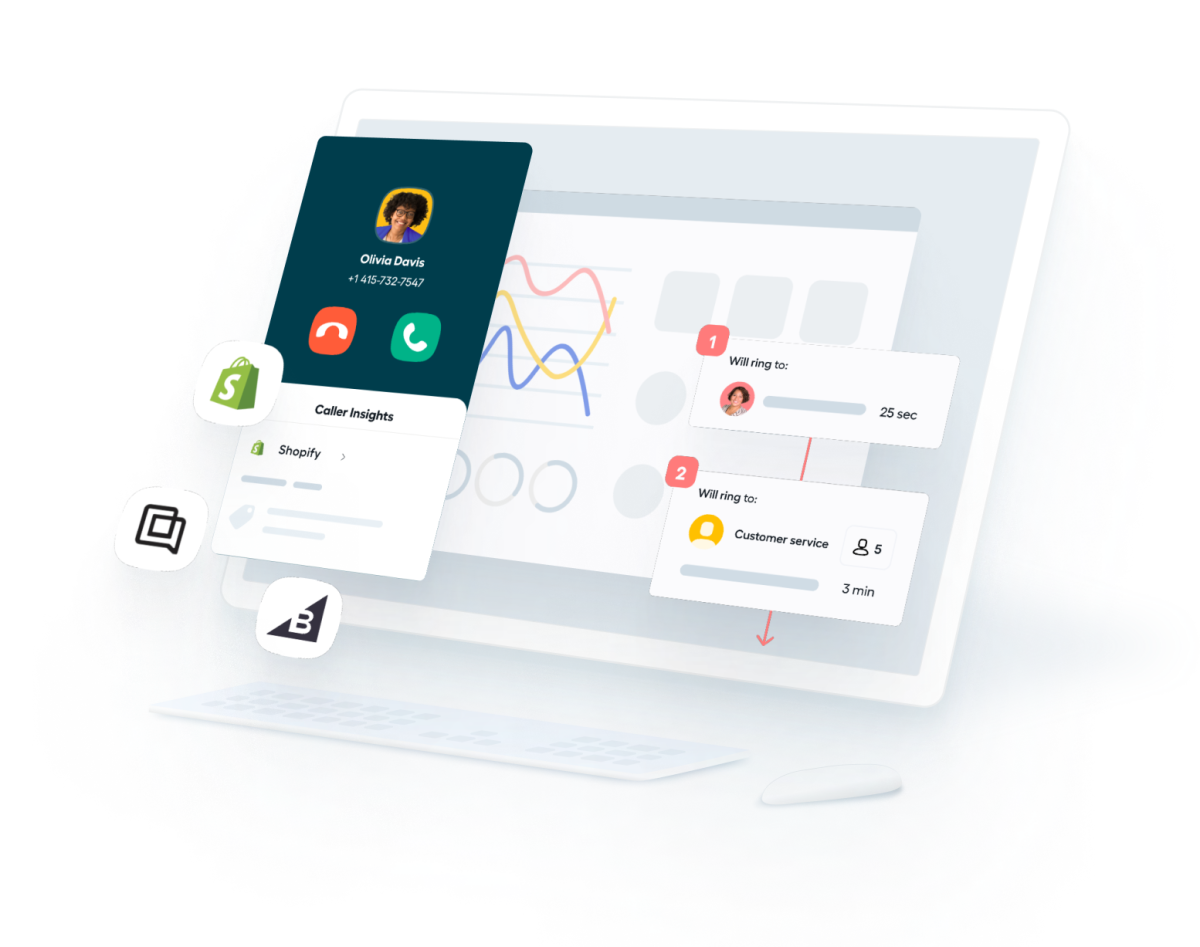 Olivia Davis
+1 415-732-7547
Caller Insights
S
Shopify
B
1
Will ring to:
25 sec
2
Will ring to:
Customer service
5
3 min